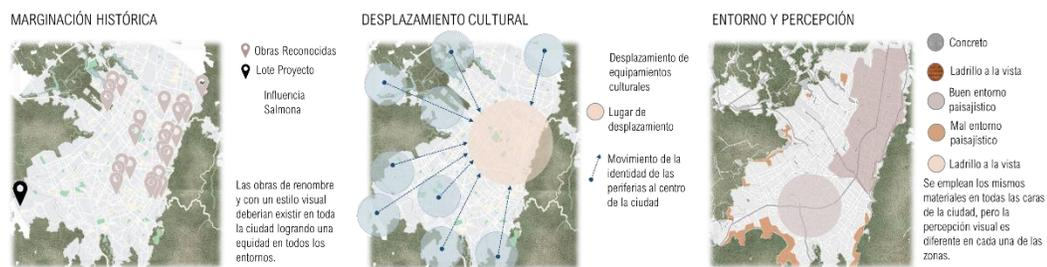 MARGINACIÓN HISTÓRICA
Obras Reconocidas
Lote Proyecto
Influencia
Salmona
Las obras de renombre
y con un estilo visual
deberian existir en toda
la ciudad logrando una
equidad en todos los
entornos.
DESPLAZAMIENTO CULTURAL
Desplazamiento de
equipamientos
culturales
Lugar de
desplazamiento
Movimiento de la
identidad de las
periferias al centro
de la ciudad
ENTORNO Y PERCEPCIÓN
Concreto
Ladrillo a la vista
Buen entorno
paisajístico
Mal entorno
paisajístico
Ladrillo a la vista
Se emplean los mismos
materiales en todas las caras
de la ciudad, pero la
percepción visual es
diferente en cada una de las
zonas.